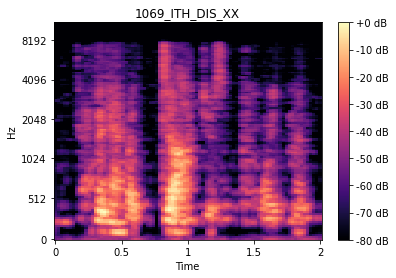 1069_ITH_DIS_XX
Hz
8192
4096
2048
1024
512
0
0
0.5
1
1.5
2
Time
+0 dB
-10 dB
-20 dB
-30 dB
-40 dB
-50 dB
-60 dB
-70 dB
-80 dB